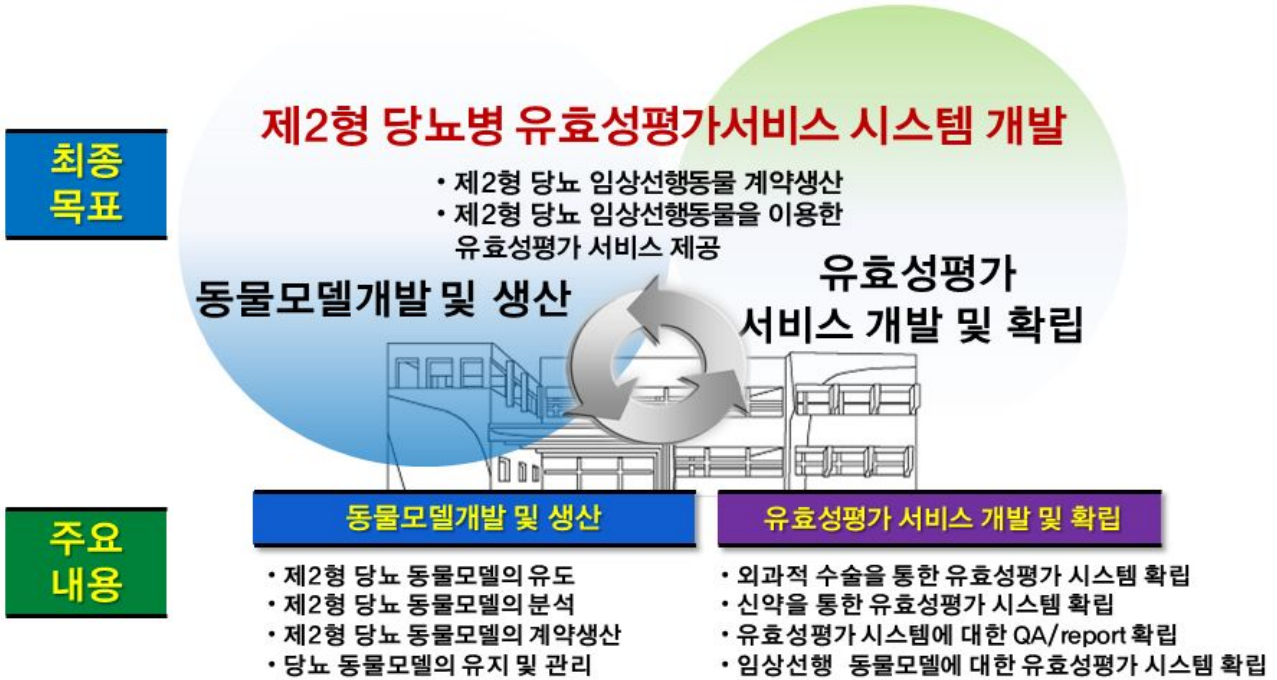 최종
목표
제2형 당뇨병 유효성평가서비스 시스템 개발
• 제2형 당뇨 임상선행동물 계약생산
• 제2형 당뇨 임상선행동물을 이용한
유효성평가 서비스 제공
동물모델개발 및 생산
유효성평가
서비스 개발 및 확립
주요
내용
동물모델개발 및 생산
• 제2형 당뇨 동물모델의 유도
• 제2형 당뇨 동물모델의 분석
• 제2형 당뇨 동물모델의 계약생산
• 당뇨 동물모델의 유지 및 관리
유효성평가 서비스 개발 및 확립
• 외과적 수술을 통한 유효성평가 시스템 확립
• 신약을 통한 유효성평가 시스템 확립
• 유효성평가 시스템에 대한 QA/report 확립
• 임상선행 동물모델에 대한 유효성평가 시스템 확립